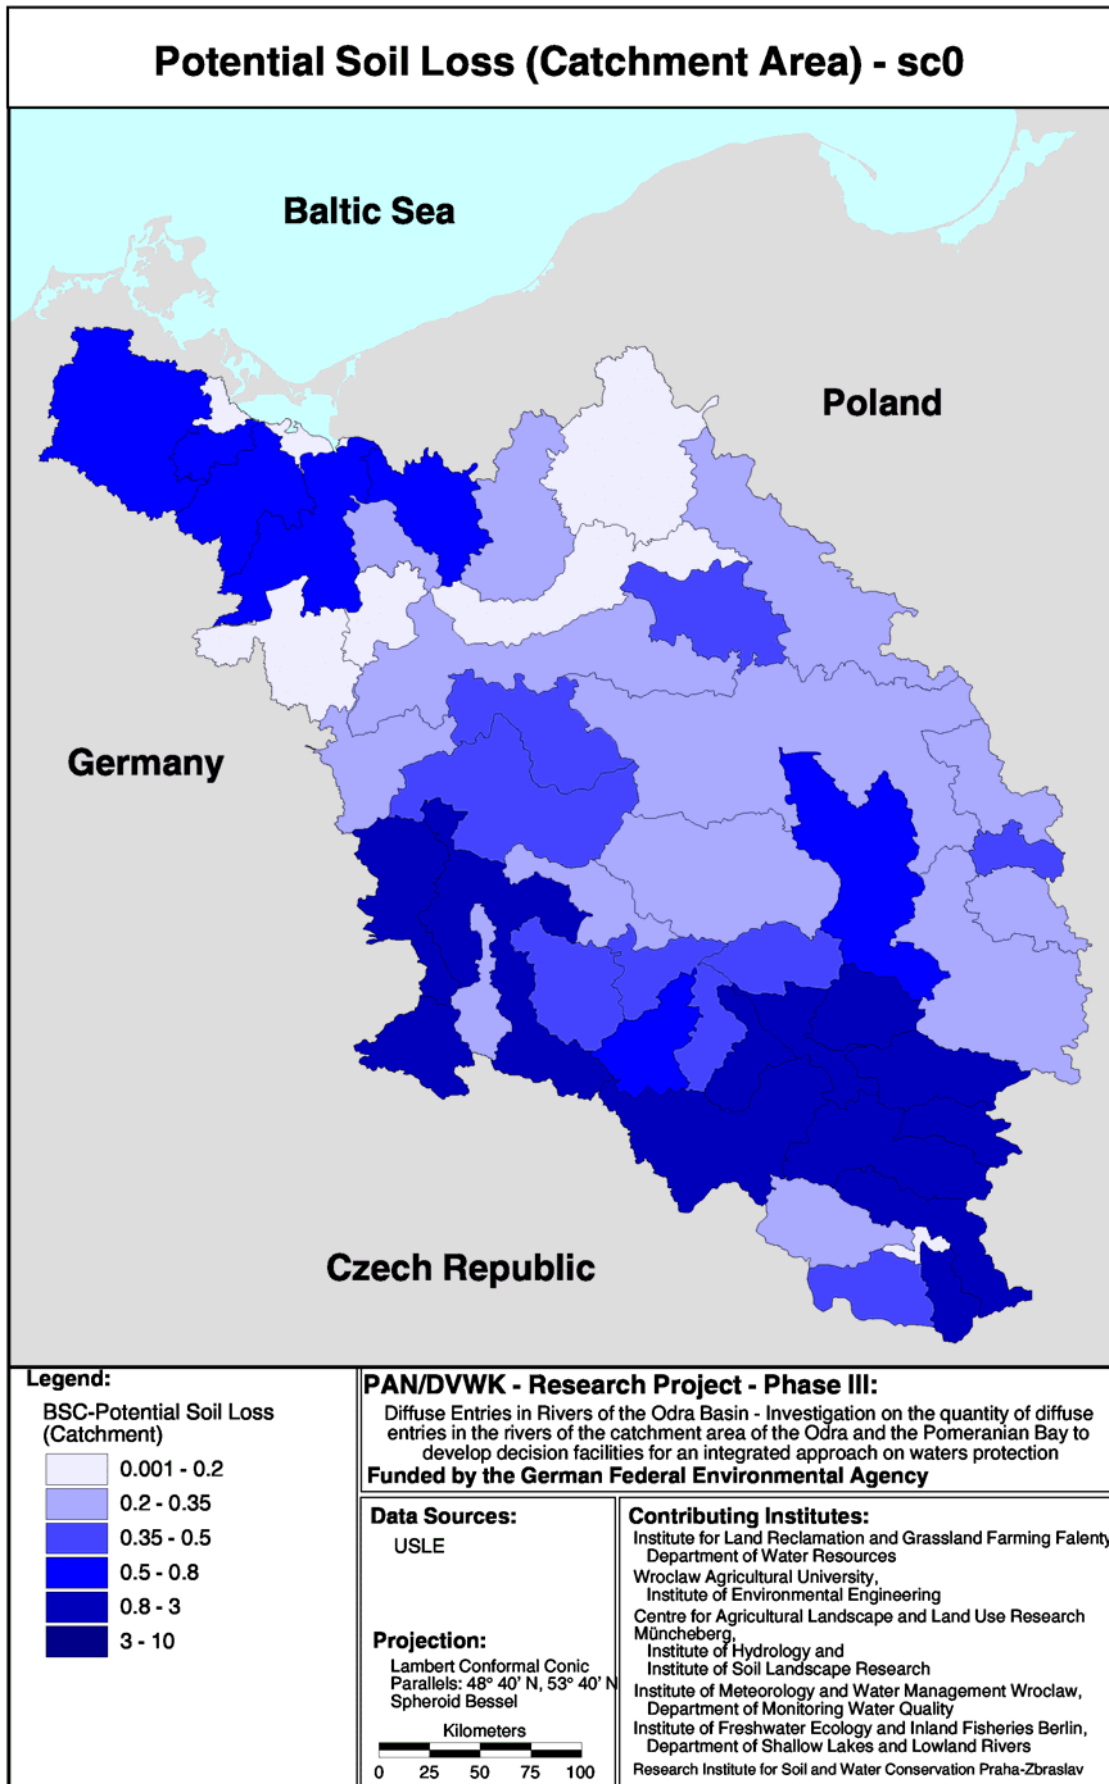 Potential Soil Loss (Catchment Area) - sc0
Baltic Sea
Poland
Germany
Czech Republic
Legend:
BSC-Potential Soil Loss
(Catchment)
0.001 - 0.2
0.2 - 0.35
0.35 - 0.5
0.5 - 0.8
0.8 - 3
3 - 10
PAN/DVWK - Research Project - Phase III:
Diffuse Entries in Rivers of the Odra Basin - Investigation on the quantity of diffuse
entries in the rivers of the catchment area of the Odra and the Pomeranian Bay to
develop decision facilities for an integrated approach on waters protection
Funded by the German Federal Environmental Agency
Data Sources:
USLE
Projection:
Lambert Conformal Conic
Parallels: 48° 40' N, 53° 40' N
Spheroid Bessel
Kilometers
0 25 50 75 100
Contributing Institutes:
Institute for Land Reclamation and Grassland Farming Falenty
Department of Water Resources
Wroclaw Agricultural University,
Institute of Environmental Engineering
Centre for Agricultural Landscape and Land Use Research
Müncheberg,
Institute of Hydrology and
Institute of Soil Landscape Research
Institute of Meteorology and Water Management Wroclaw,
Department of Monitoring Water Quality
Institute of Freshwater Ecology and Inland Fisheries Berlin,
Department of Shallow Lakes and Lowland Rivers
Research Institute for Soil and Water Conservation Praha-Zbraslav